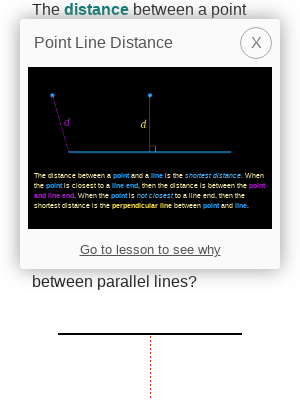 The distance between a point
Point Line Distance
X
d
d
The distance between a point and a line is the shortest distance. When
the point is closest to a line end, then the distance is between the point
and line end. When the point is not closest to a line end, then the
shortest distance is the perpendicular line between point and line.
Go to lesson to see why
between parallel lines?